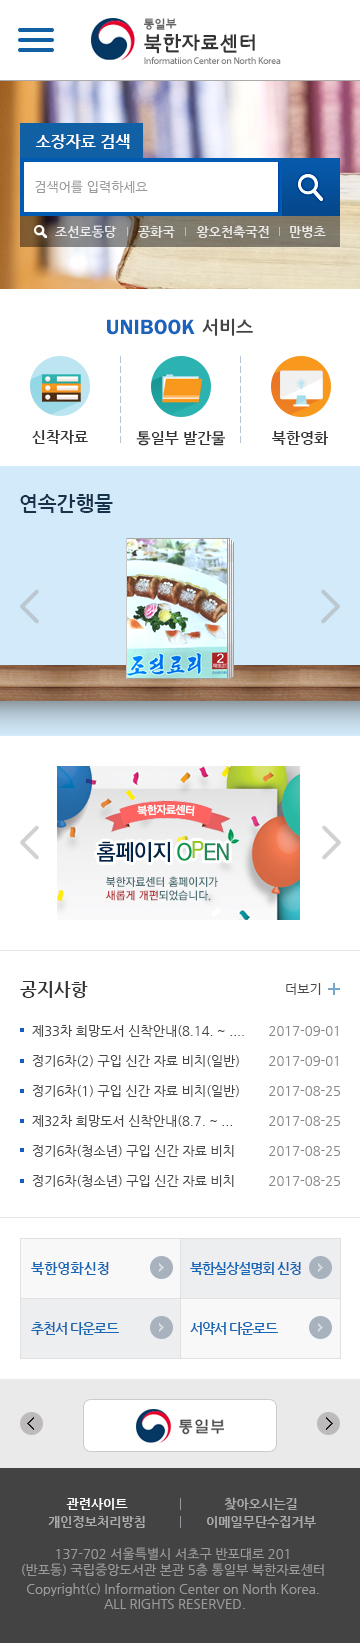 통일부
북한자료센터
Informatiion Center on North Korea
소장자료 검색
검색어를 입력하세요
조선로동당 | 공화국 | 왕오천축국전 | 만병초
UNIBOOK 서비스
신착자료 통일부 발간물 북한영화
연속간행물
조선료리 2
북한자료센터
홈페이지 OPEN
북한자료센터 홈페이지가
새롭게 개편되었습니다.
공지사항 더보기 +
제33차 희망도서 신착안내(8.14. ~ .... 2017-09-01
정기6차(2) 구입 신간 자료 비치(일반) 2017-09-01
정기6차(1) 구입 신간 자료 비치(일반) 2017-08-25
제32차 희망도서 신착안내(8.7. ~ ... 2017-08-25
정기6차(청소년) 구입 신간 자료 비치 2017-08-25
정기6차(청소년) 구입 신간 자료 비치 2017-08-25
북한영화신청 북한실상설명회 신청
추천서 다운로드 서약서 다운로드
통일부
관련사이트 | 찾아오시는길
개인정보처리방침 | 이메일무단수집거부
137-702 서울특별시 서초구 반포대로 201
(반포동) 국립중앙도서관 본관 5층 통일부 북한자료센터
Copyright(c) Information Center on North Korea.
ALL RIGHTS RESERVED.